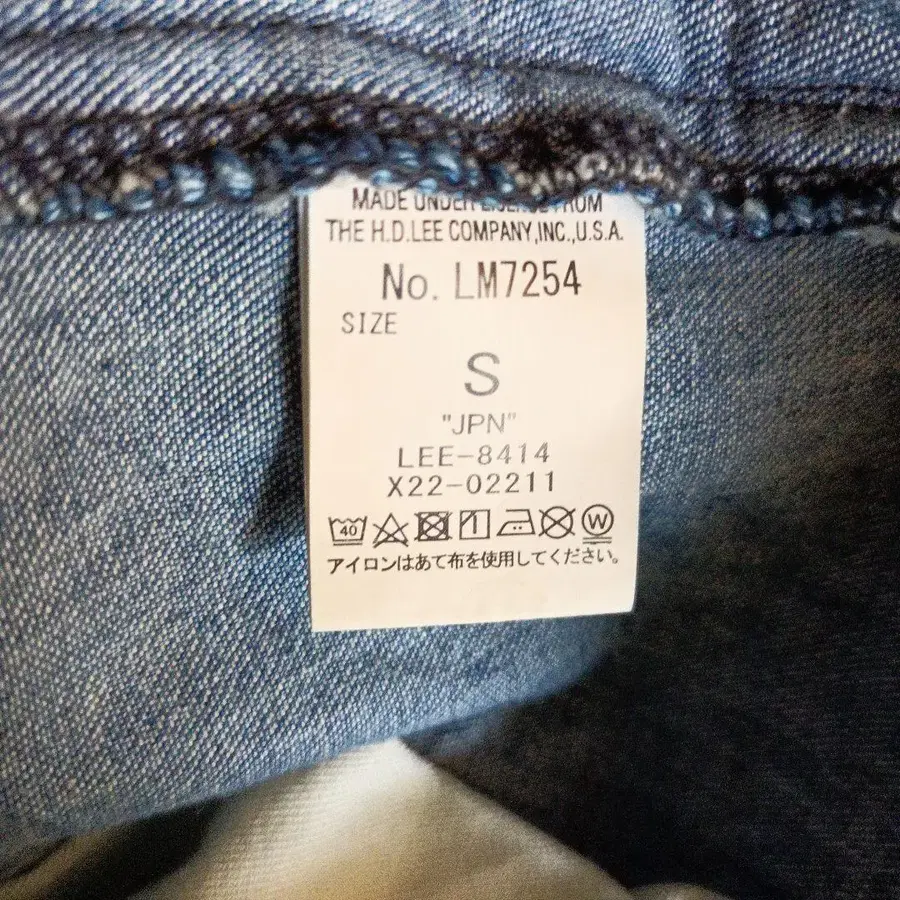 MADE UNDER LICENSE FROM
THE H.D.LEE COMPANY,INC.,U.S.A.
No. LM7254
SIZE
S
"JPN"
LEE-8414
X22-02211
40
W
アイロンはあて布を使用してください。